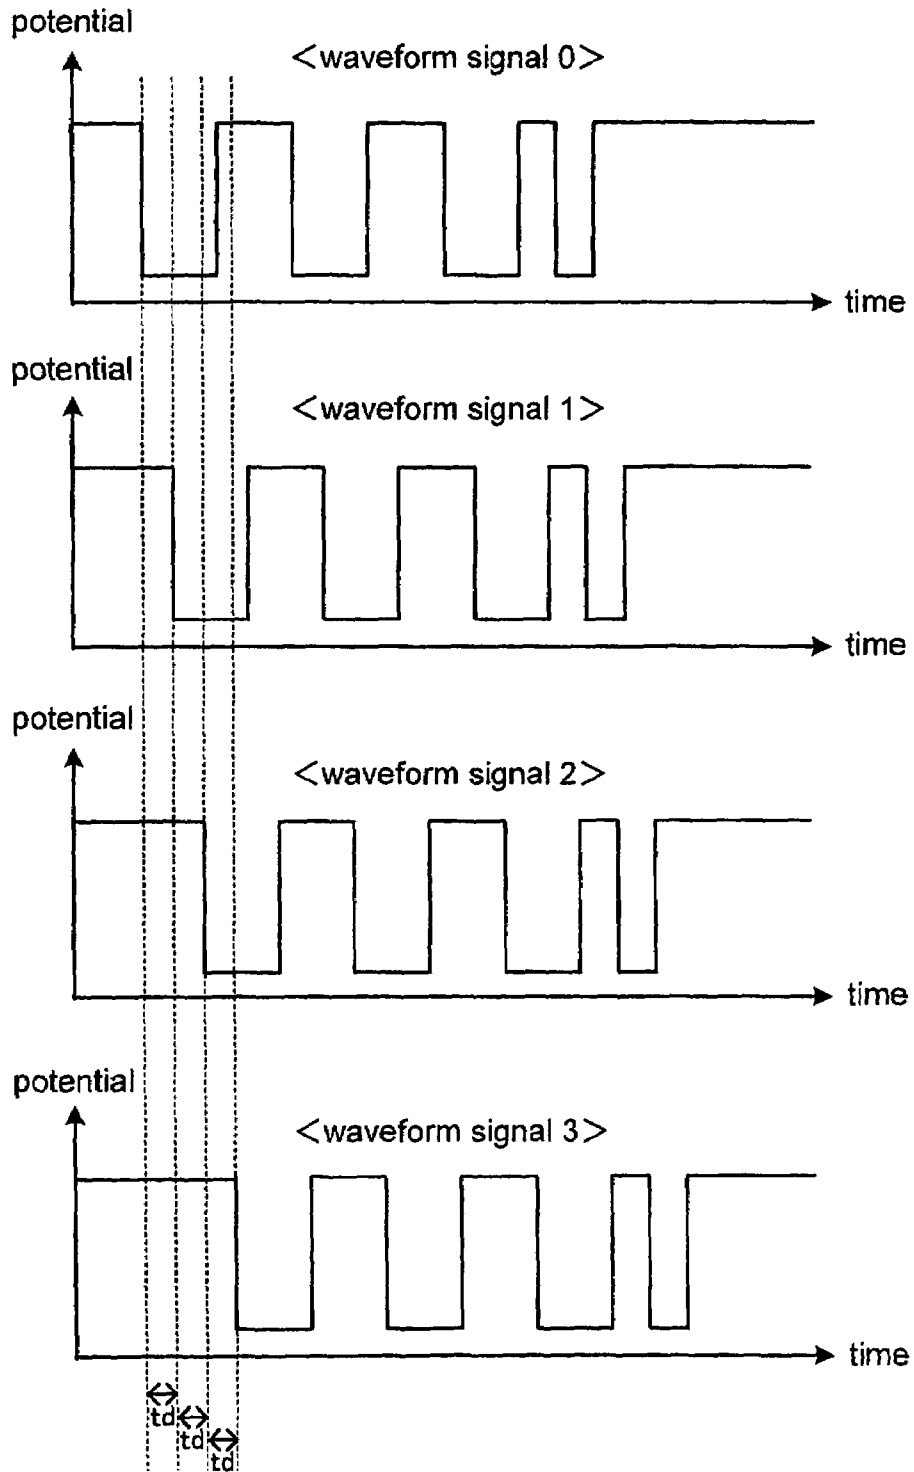 potential
<waveform signal 0>
time
potential
<waveform signal 1>
time
potential
<waveform signal 2>
time
potential
<waveform signal 3>
time
td
td
td